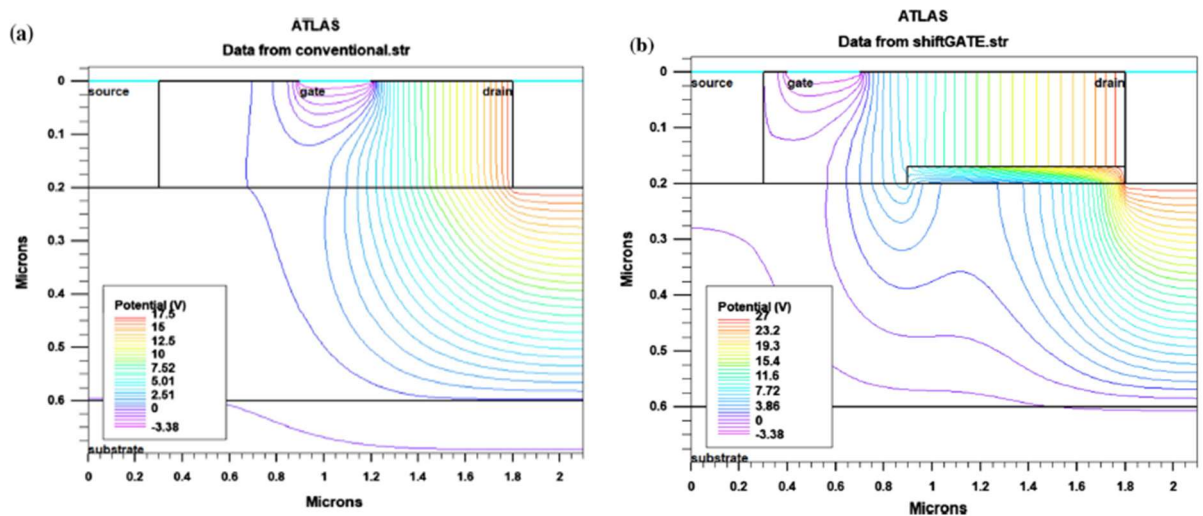 (a)
ATLAS
Data from conventional.str
source
gate
drain
0
0.1
0.2
0.3
0.4
0.5
0.6
Microns
Potential (V)
17.5
15
12.5
10
7.52
5.01
2.51
0
-3.38
substrate
0 0.2 0.4 0.6 0.8 1 1.2 1.4 1.6 1.8 2
Microns
(b)
ATLAS
Data from shiftGATE.str
source
gate
drain
0
0.1
0.2
0.3
0.4
0.5
0.6
Microns
Potential (V)
27
23.2
19.3
15.4
11.6
7.72
3.86
0
-3.38
substrate
0 0.2 0.4 0.6 0.8 1 1.2 1.4 1.6 1.8 2
Microns